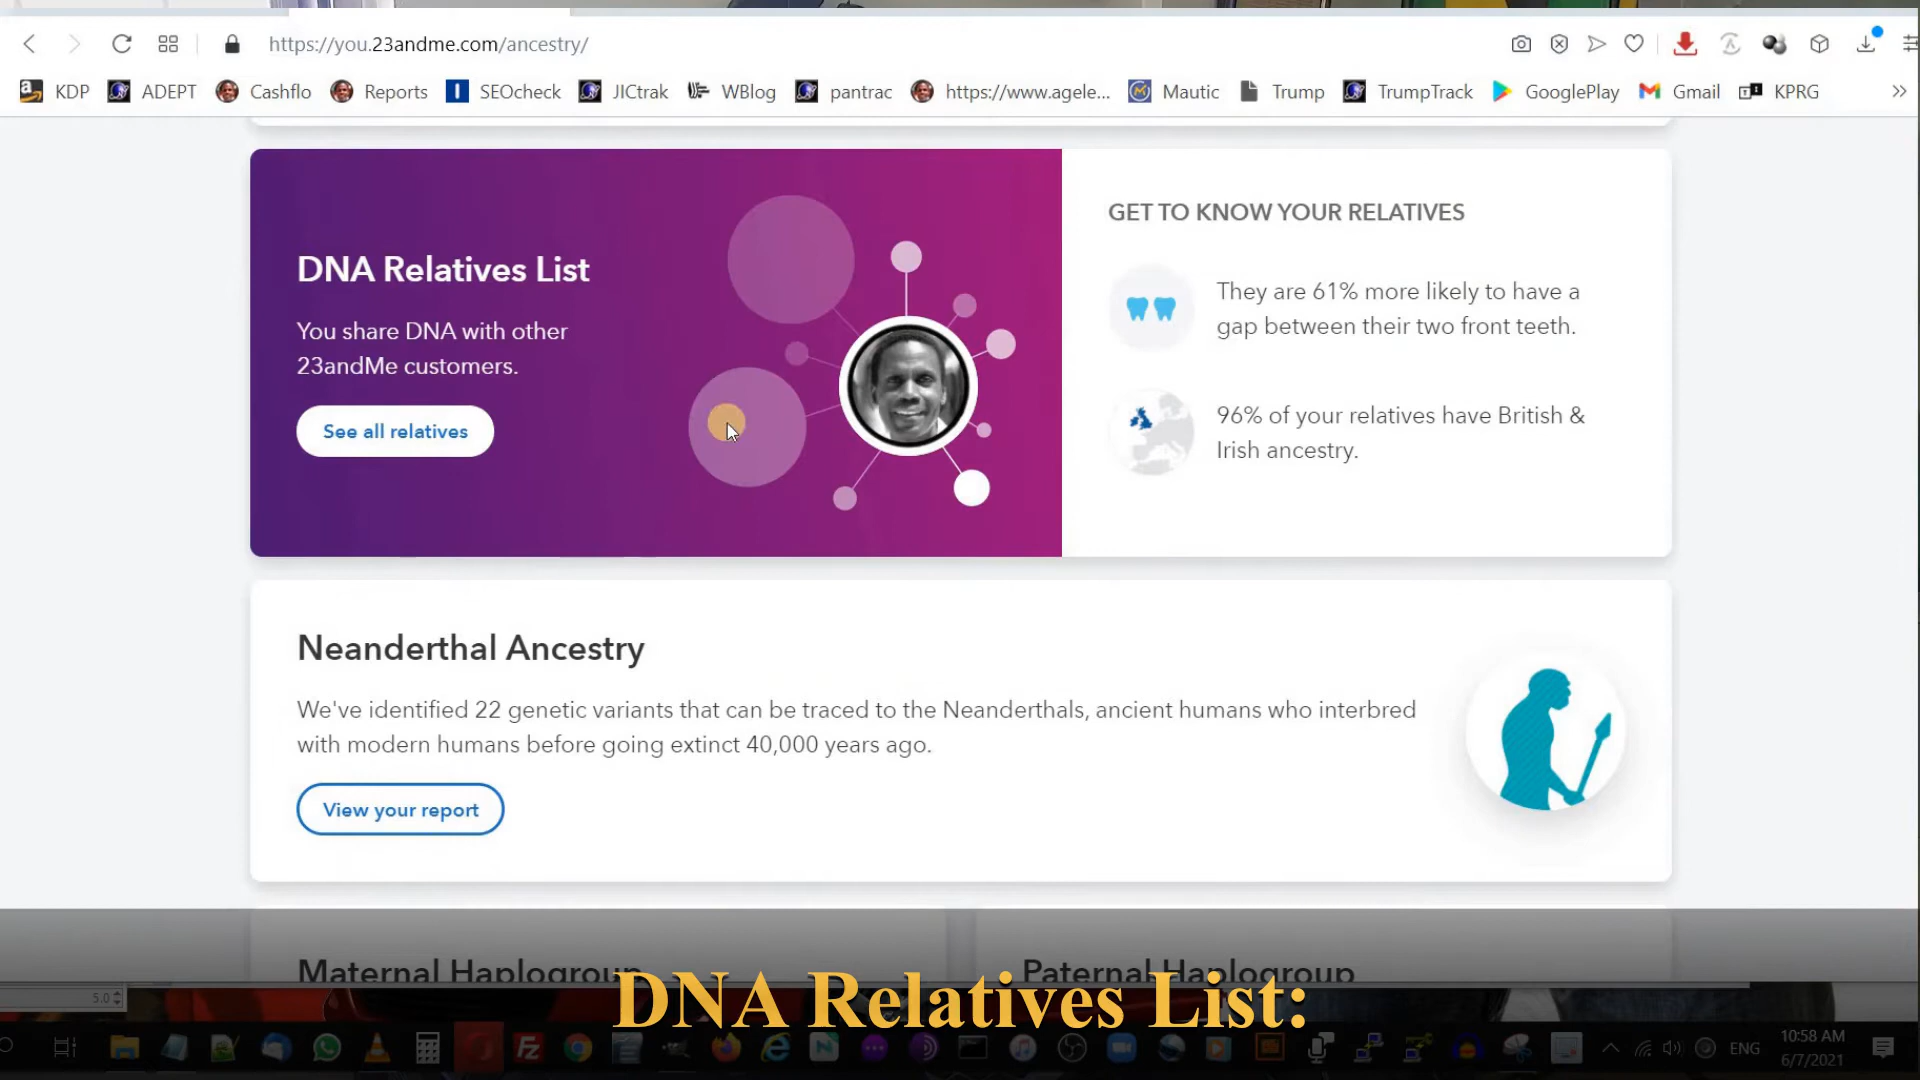 https://you.23andme.com/ancestry/
KDP ADEPT Cashflo Reports SEOcheck JICtrak WBlog pantrac https://www.agele... Mautic Trump TrumpTrack GooglePlay Gmail KPRG
DNA Relatives List
You share DNA with other
23andMe customers.
See all relatives
GET TO KNOW YOUR RELATIVES
They are 61% more likely to have a
gap between their two front teeth.
96% of your relatives have British &
Irish ancestry.
Neanderthal Ancestry
We've identified 22 genetic variants that can be traced to the Neanderthals, ancient humans who interbred
with modern humans before going extinct 40,000 years ago.
View your report
Maternal Haplogroup
Paternal Haplogroup
5.0
DNA Relatives List:
ENG
10:58 AM
6/7/2021